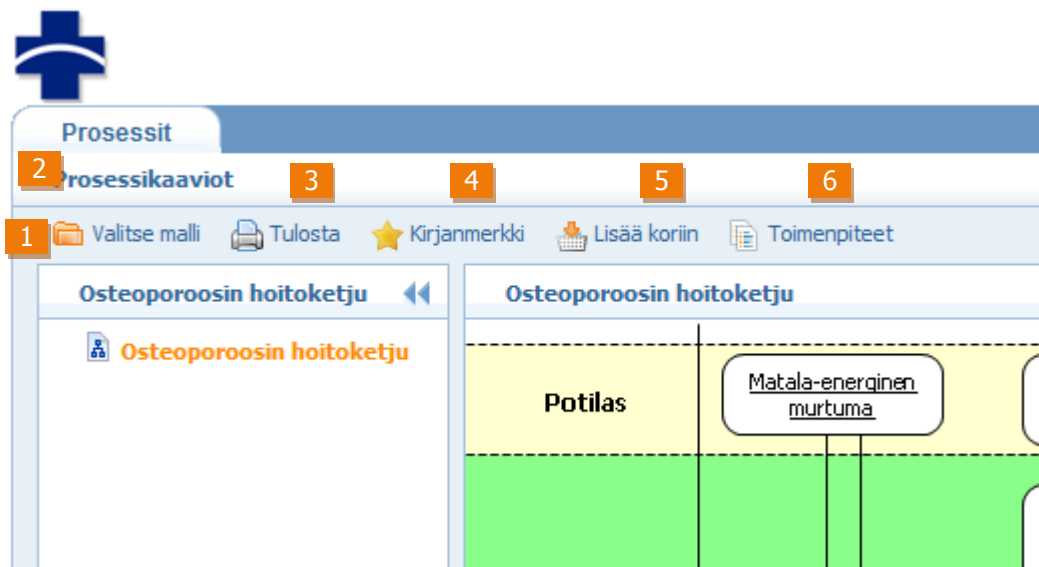 Prosessit
2 Prosessikaaviot 3 4 5 6
1 Valitse malli Tulosta Kirjanmerkki Lisää koriin Toimenpiteet
Osteoporoosin hoitoketju Osteoporoosin hoitoketju
Osteoporoosin hoitoketju
Potilas
Matala-energinen
murtuma